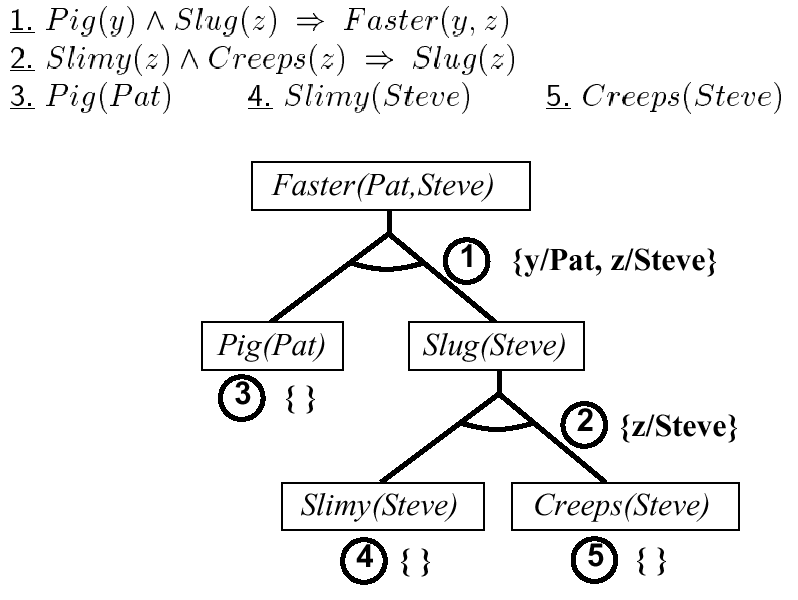 1. Pig(y) ∧ Slug(z) ⇒ Faster(y, z)
2. Slimy(z) ∧ Creeps(z) ⇒ Slug(z)
3. Pig(Pat) 4. Slimy(Steve) 5. Creeps(Steve)
Faster(Pat,Steve)
1 {y/Pat, z/Steve}
Pig(Pat) Slug(Steve)
3 { }
2 {z/Steve}
Slimy(Steve) Creeps(Steve)
4 { } 5 { }